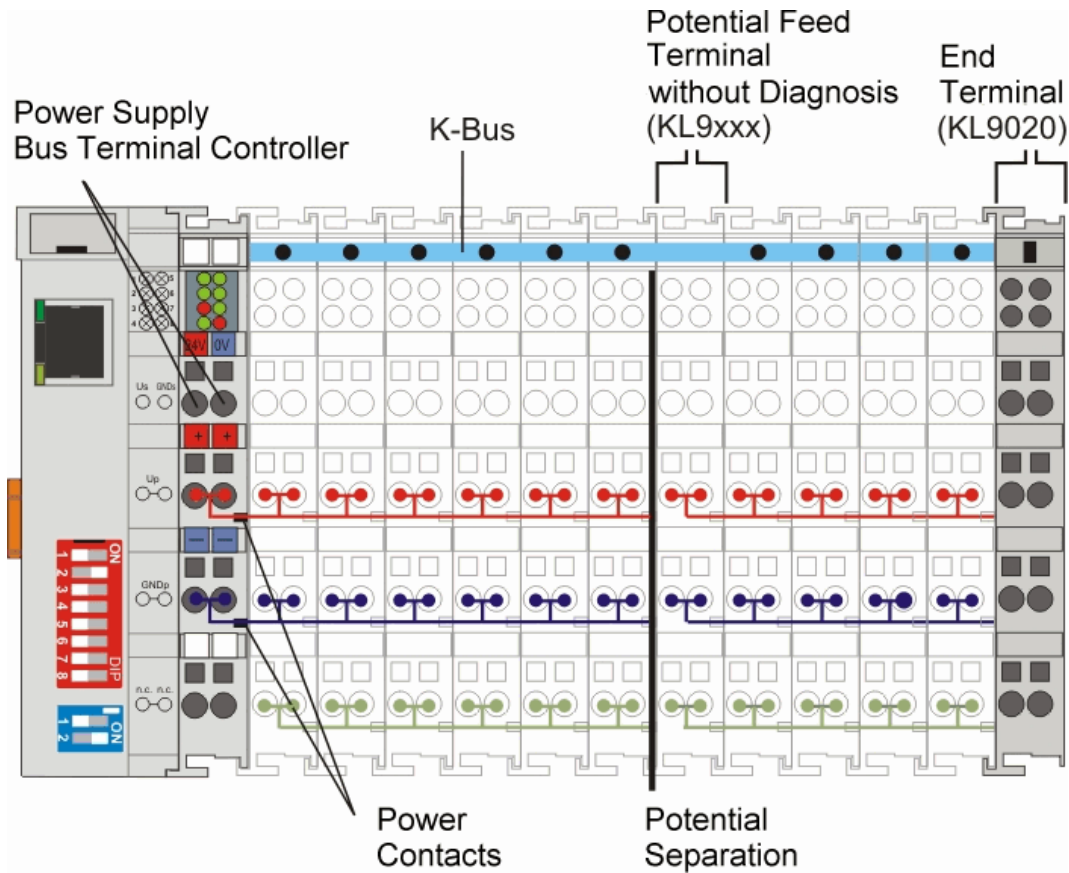 Potential Feed
Terminal
without Diagnosis
(KL9xxx)
End
Terminal
(KL9020)
Power Supply
Bus Terminal Controller
K-Bus
1 5
2 6
3 7
4
24V 0V
Us GNDs
+ +
Up
— —
GNDp
n.c. n.c.
ON
1
2
3
4
5
6
7
8
DIP
ON
1
2
Power
Contacts
Potential
Separation